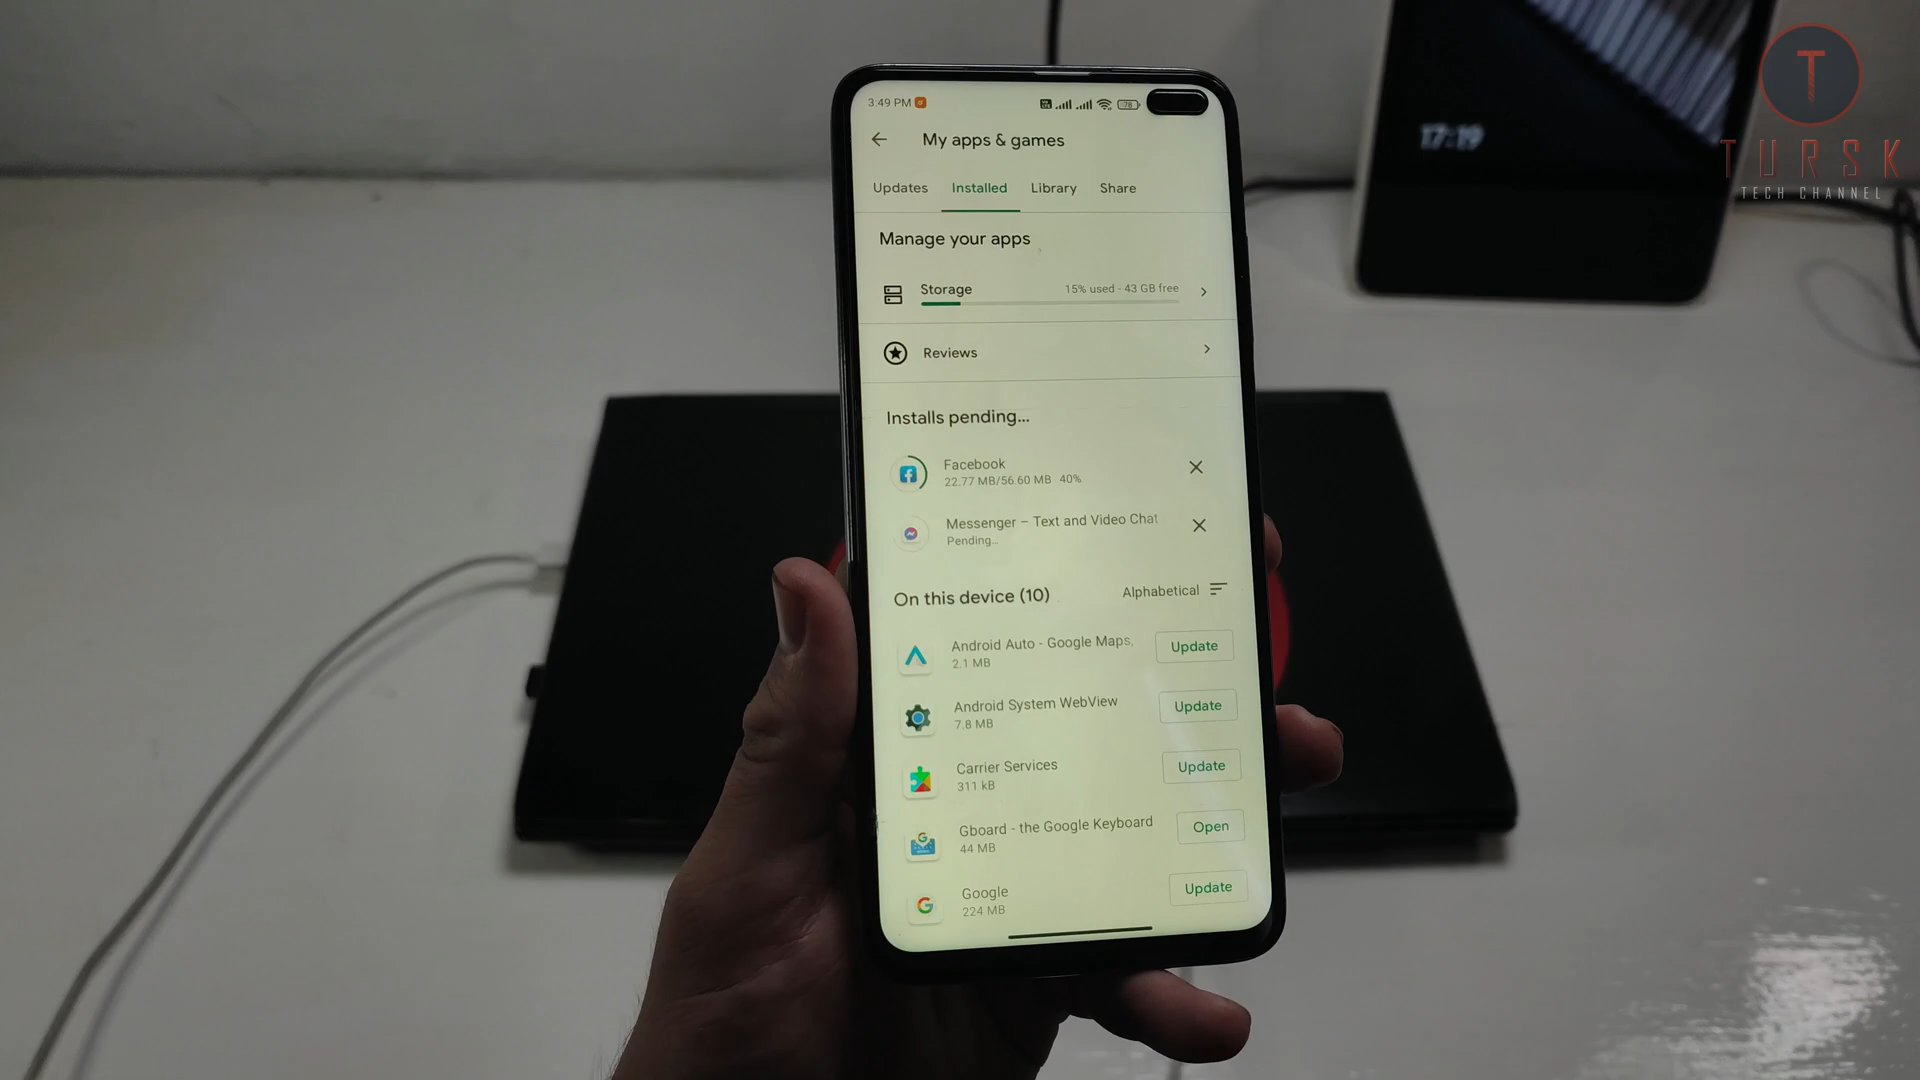 3:49 PM
78
My apps & games
Updates Installed Library Share
Manage your apps
Storage 15% used - 43 GB free
Reviews
Installs pending...
Facebook
22.77 MB/56.60 MB 40%
Messenger – Text and Video Chat
Pending...
On this device (10) Alphabetical
Android Auto - Google Maps, Update
2.1 MB
Android System WebView Update
7.8 MB
Carrier Services Update
311 kB
Gboard - the Google Keyboard Open
44 MB
Google Update
224 MB
17:19
T
TURSK
TECH CHANNEL